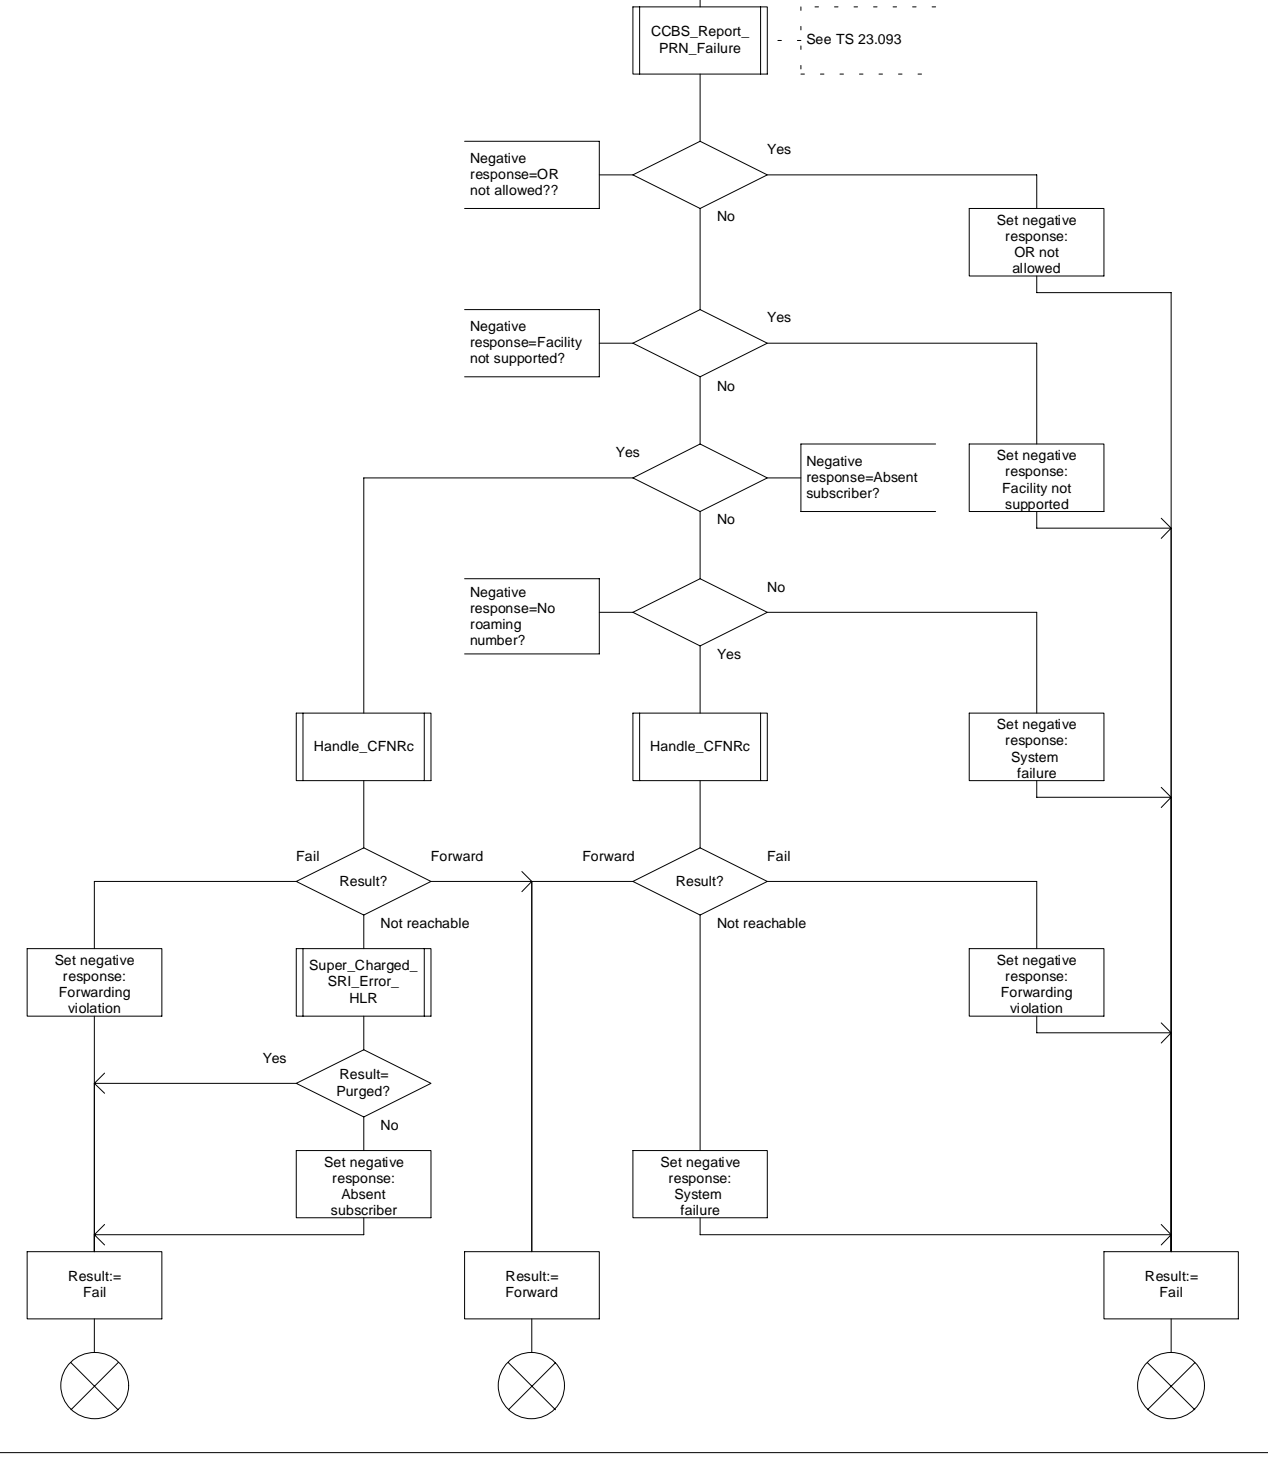 CCBS_Report_
PRN_Failure
See TS 23.093
Negative
response=OR
not allowed??
Yes
No
Set negative
response:
OR not
allowed
Negative
response=Facility
not supported?
Yes
No
Set negative
response:
Facility not
supported
Yes
Negative
response=Absent
subscriber?
No
Negative
response=No
roaming
number?
No
Yes
Set negative
response:
System
failure
Handle_CFNRc
Handle_CFNRc
Fail
Result?
Forward
Not reachable
Forward
Result?
Fail
Not reachable
Set negative
response:
Forwarding
violation
Super_Charged_
SRI_Error_
HLR
Set negative
response:
Forwarding
violation
Yes
Result=
Purged?
No
Set negative
response:
Absent
subscriber
Set negative
response:
System
failure
Result:=
Fail
Result:=
Forward
Result:=
Fail